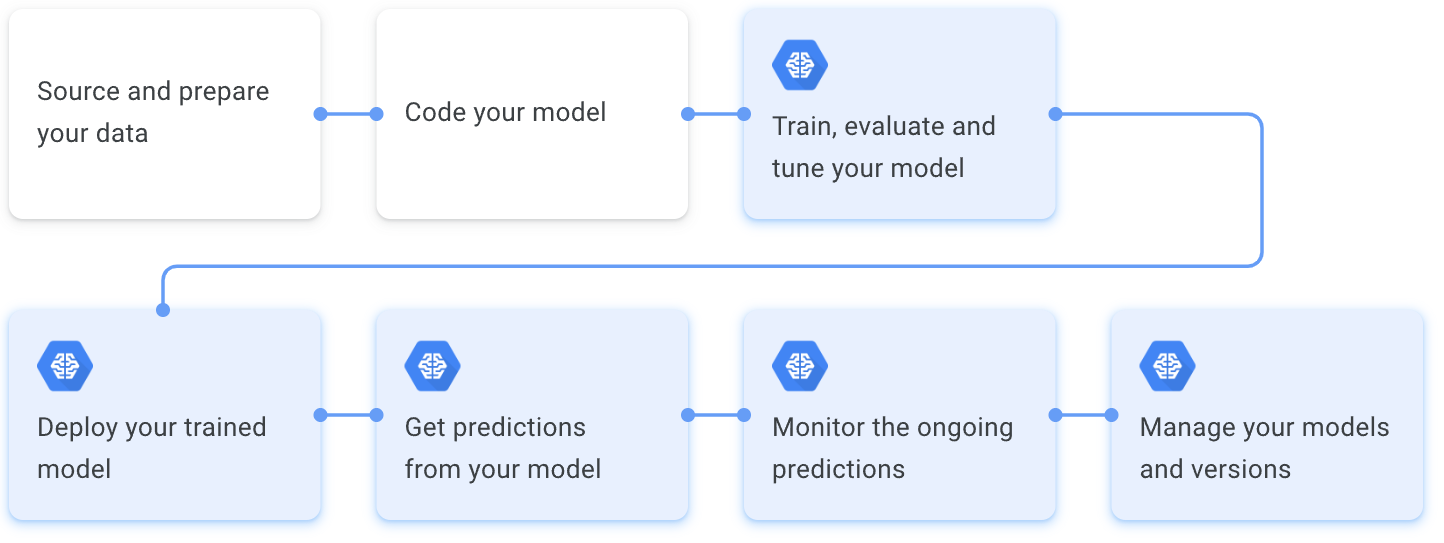 Source and prepare
your data
Code your model
Train, evaluate and
tune your model
Deploy your trained
model
Get predictions
from your model
Monitor the ongoing
predictions
Manage your models
and versions